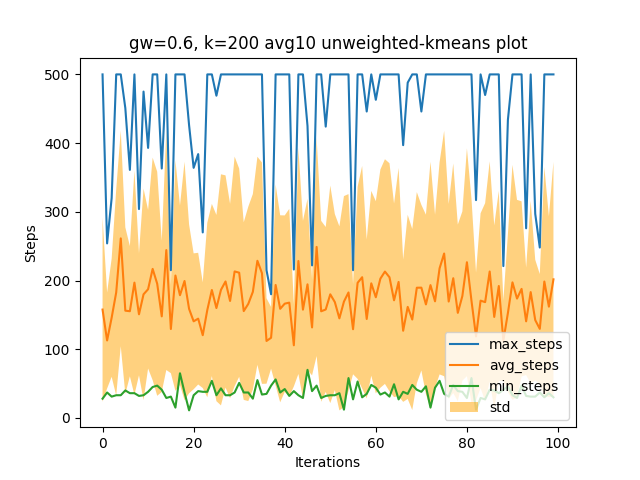 gw=0.6, k=200 avg10 unweighted-kmeans plot
500
400
300
200
100
0
Steps
max_steps
avg_steps
min_steps
std
0
20
40
60
80
100
Iterations